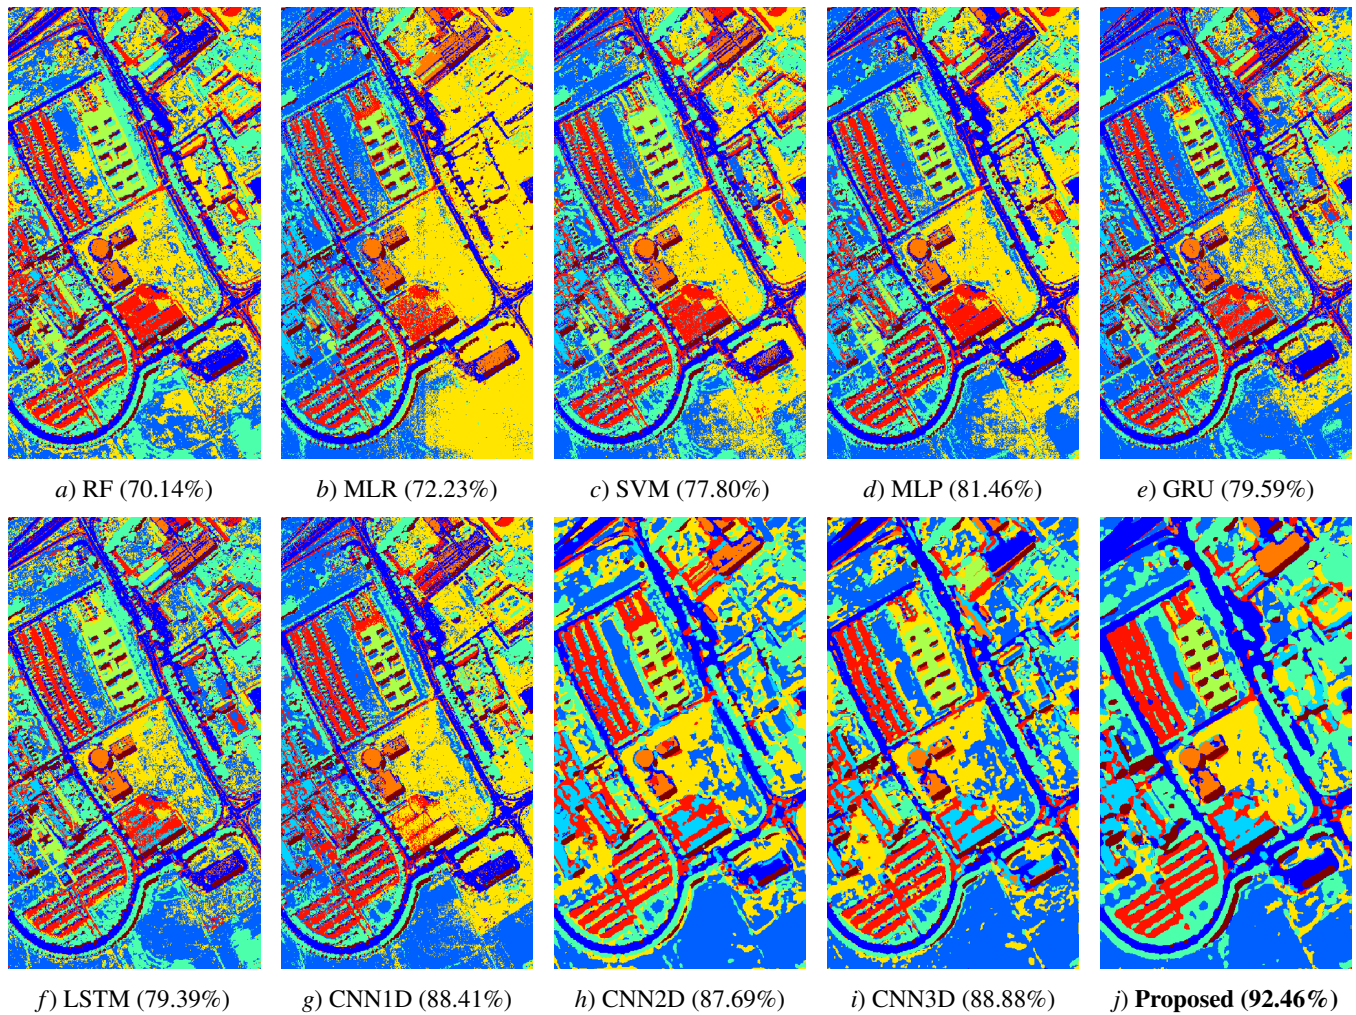 a) RF (70.14%)
b) MLR (72.23%)
c) SVM (77.80%)
d) MLP (81.46%)
e) GRU (79.59%)
f) LSTM (79.39%)
g) CNN1D (88.41%)
h) CNN2D (87.69%)
i) CNN3D (88.88%)
j) Proposed (92.46%)